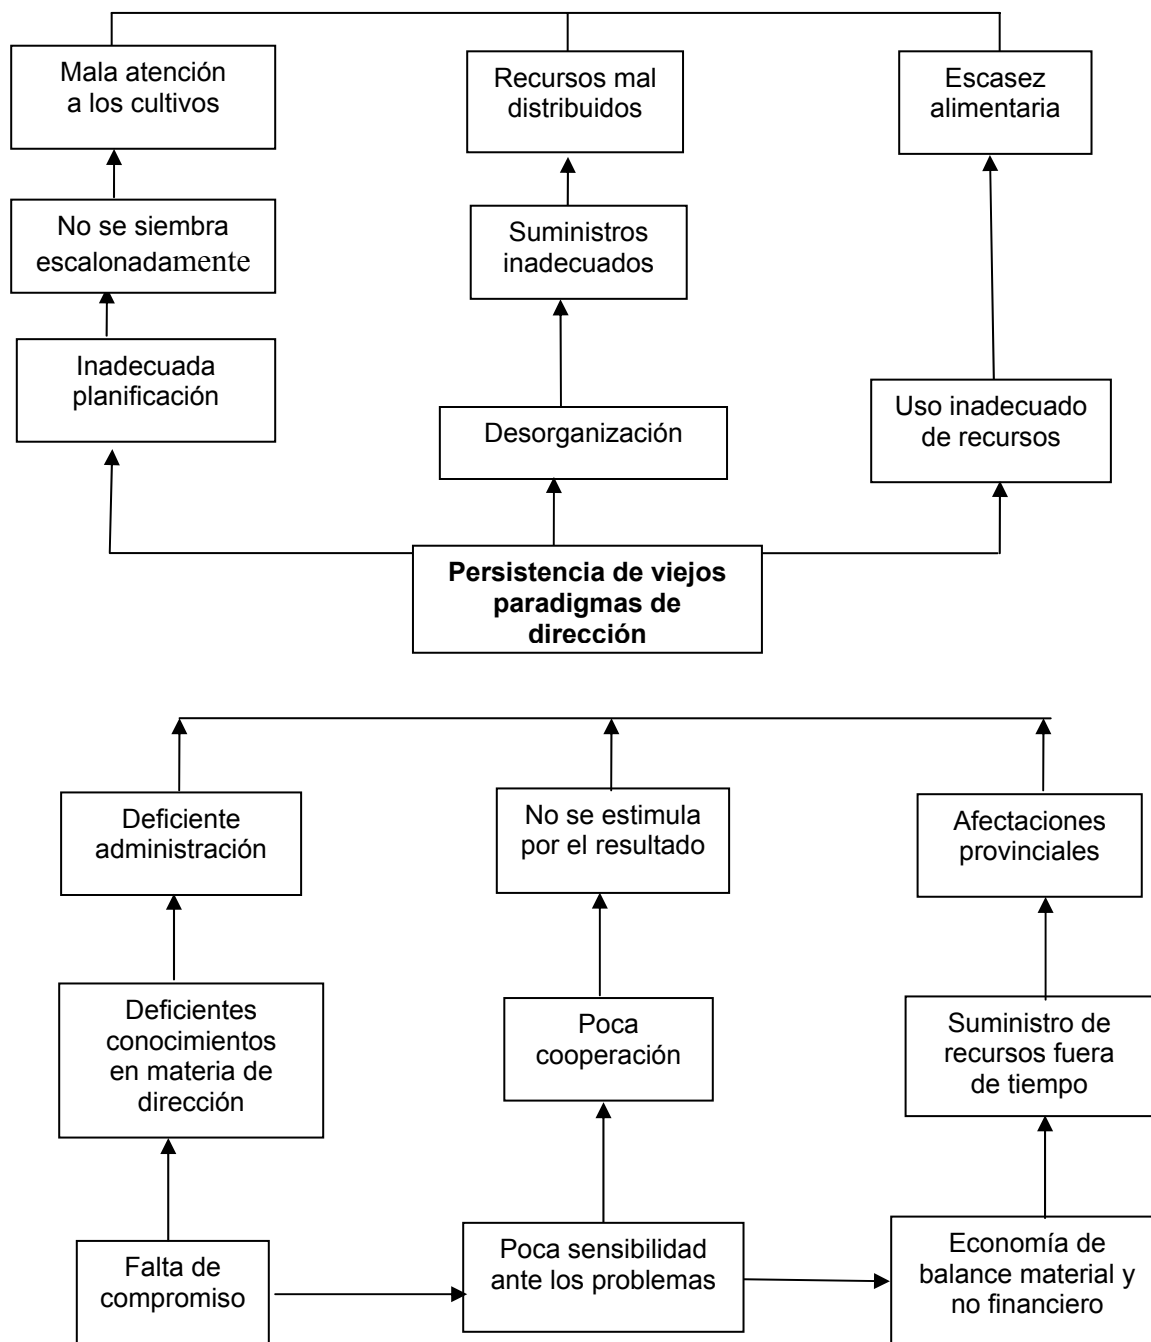 Mala atención
a los cultivos
Recursos mal
distribuidos
Escasez
alimentaria
No se siembra
escalonadamente
Suministros
inadecuados
Inadecuada
planificación
Desorganización
Uso inadecuado
de recursos
Persistencia de viejos
paradigmas de
dirección
Deficiente
administración
No se estimula
por el resultado
Afectaciones
provinciales
Deficientes
conocimientos
en materia de
dirección
Poca
cooperación
Suministro de
recursos fuera
de tiempo
Falta de
compromiso
Poca sensibilidad
ante los problemas
Economía de
balance material y
no financiero